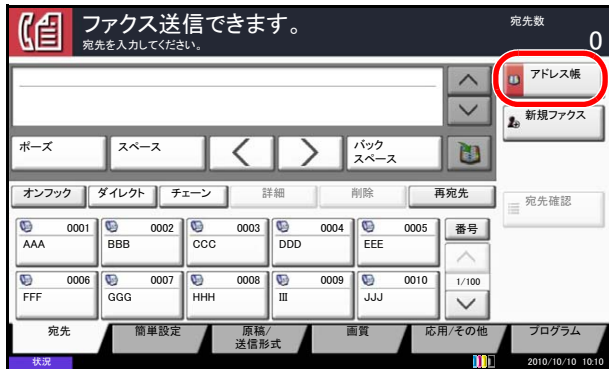 ファクス送信できます。
宛先を入力してください。
宛先数
0
アドレス帳
新規ファクス
ポーズ
スペース
バック
スペース
オンフック
ダイレクト
チェーン
詳細
削除
再宛先
宛先確認
0001
AAA
0002
BBB
0003
CCC
0004
DDD
0005
EEE
番号
0006
FFF
0007
GGG
0008
HHH
0009
III
0010
JJJ
1/100
宛先
簡単設定
原稿/
送信形式
画質
応用/その他
プログラム
状況
2010/10/10 10:10